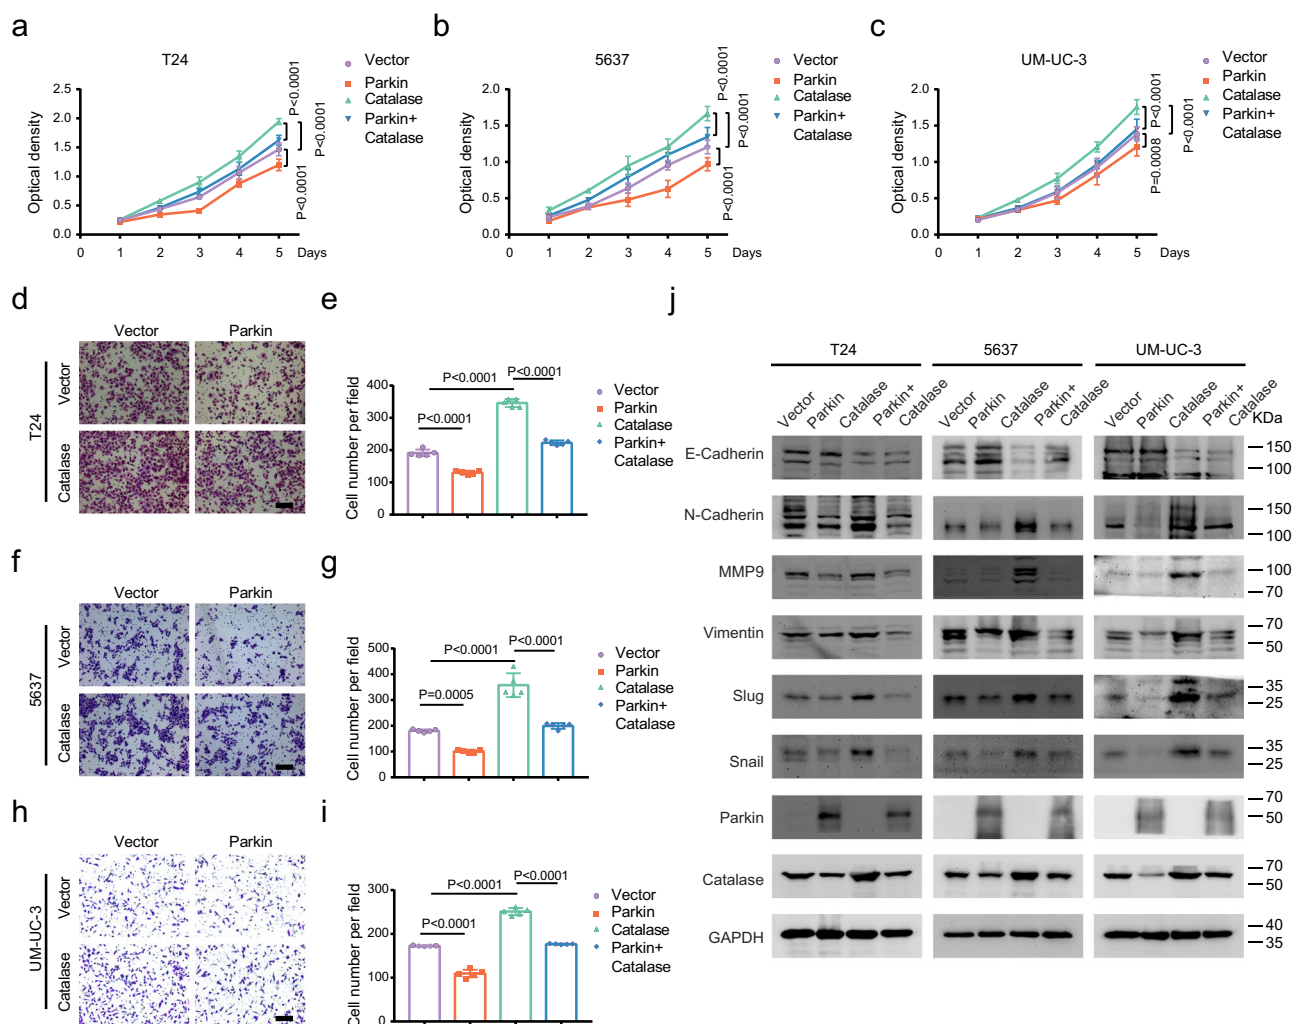 a
T24
Optical density
2.5
2.0
1.5
1.0
0.5
0.0
0 1 2 3 4 5 Days
P<0.0001
P<0.0001
P<0.0001
Vector
Parkin
Catalase
Parkin+
Catalase
b
5637
Optical density
2.0
1.5
1.0
0.5
0.0
0 1 2 3 4 5 Days
P<0.0001
P<0.0001
P<0.0001
Vector
Parkin
Catalase
Parkin+
Catalase
c
UM-UC-3
Optical density
2.0
1.5
1.0
0.5
0.0
0 1 2 3 4 5 Days
P<0.0001
P<0.0001
P=0.0008
Vector
Parkin
Catalase
Parkin+
Catalase
d
Vector Parkin
T24
Vector
Catalase
e
Cell number per field
400
300
200
100
0
P<0.0001
P<0.0001
P<0.0001
Vector
Parkin
Catalase
Parkin+
Catalase
f
Vector Parkin
5637
Vector
Catalase
g
Cell number per field
500
400
300
200
100
0
P<0.0001
P<0.0001
P=0.0005
Vector
Parkin
Catalase
Parkin+
Catalase
h
Vector Parkin
UM-UC-3
Vector
Catalase
i
Cell number per field
300
200
100
0
P<0.0001
P<0.0001
P<0.0001
Vector
Parkin
Catalase
Parkin+
Catalase
j
T24 5637 UM-UC-3
Vector Parkin Catalase Parkin+ Catalase Vector Parkin Catalase Parkin+ Catalase Vector Parkin Catalase Parkin+ Catalase
KDa
E-Cadherin 150
100
N-Cadherin 150
100
MMP9 100
70
Vimentin 70
50
Slug 35
25
Snail 35
25
Parkin 70
50
Catalase 70
50
GAPDH 40
35